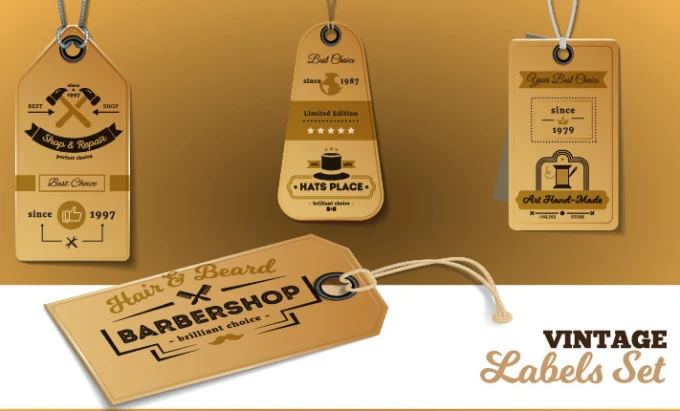 since
1997
BEST
SHOP
Shop & Repair
perfect choice
Best Choice
since 1997
Best Choice
since 1987
Limited Edition
HATS PLACE
- brilliant choice -
Your Best Choice
since
1979
Art Hand-Made
ONLINE STORE
Hair & Beard
BARBERSHOP
- brilliant choice -
VINTAGE
Labels Set